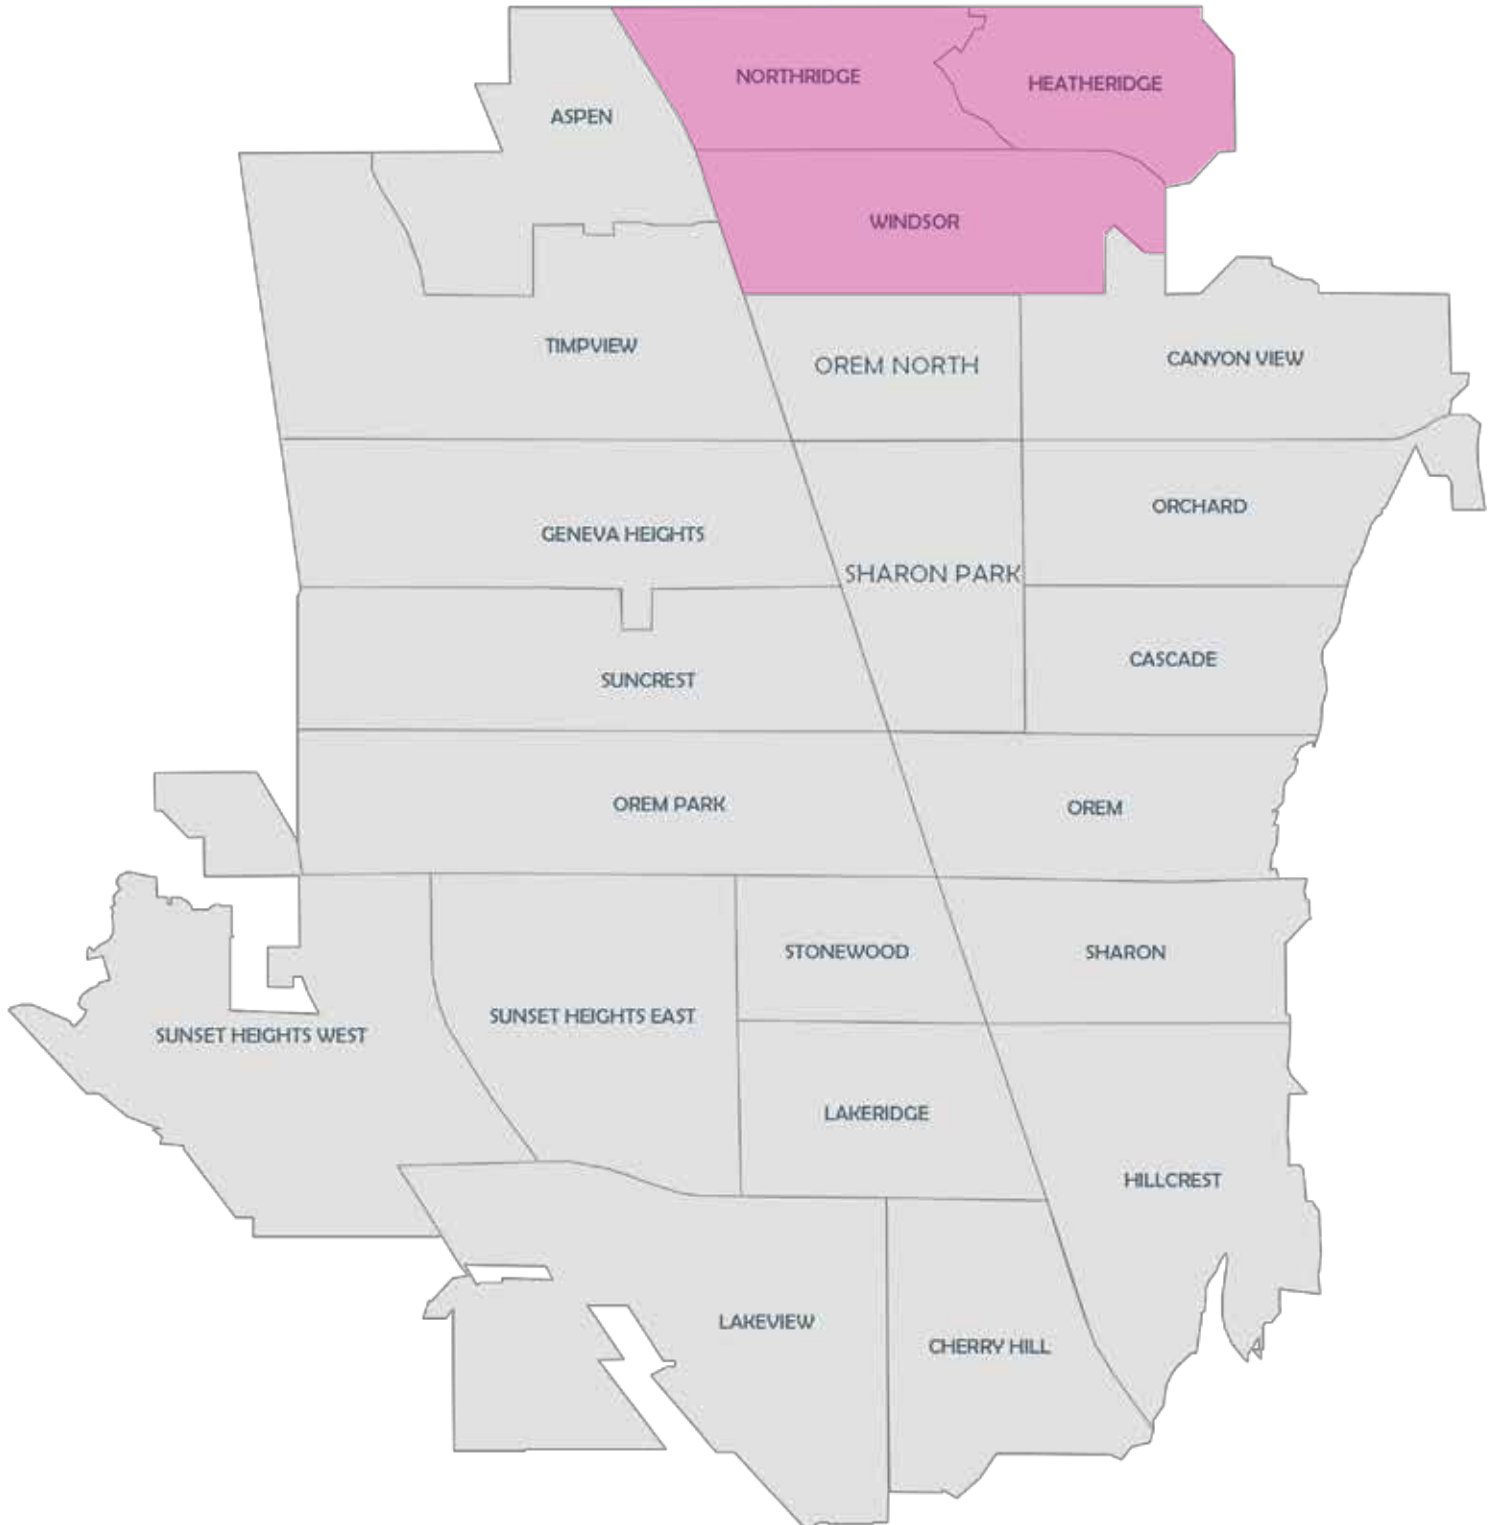 NORTHRIDGE
HEATHERIDGE
ASPEN
WINDSOR
TIMPVIEW
OREM NORTH
CANYON VIEW
GENEVA HEIGHTS
ORCHARD
SHARON PARK
SUNCREST
CASCADE
OREM PARK
OREM
STONEWOOD
SHARON
SUNSET HEIGHTS WEST
SUNSET HEIGHTS EAST
LAKERIDGE
HILLCREST
LAKEVIEW
CHERRY HILL